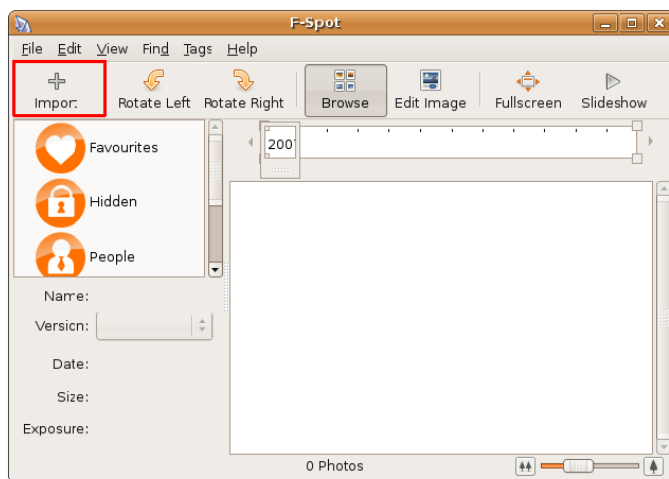 F-Spot
File Edit View Find Tags Help
Import Rotate Left Rotate Right Browse Edit Image Fullscreen Slideshow
Favourites
200
Hidden
People
Name:
Version:
Date:
Size:
Exposure:
0 Photos